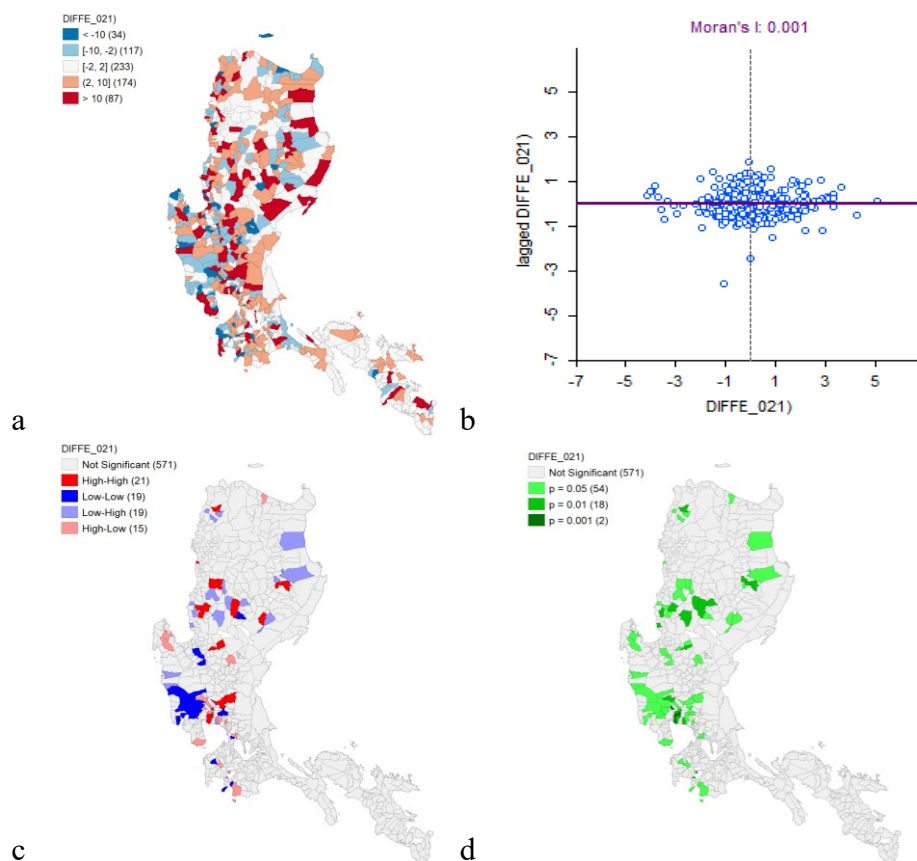 DIFFE_021)
< -10 (34)
[-10, -2) (117)
[-2, 2] (233)
(2, 10] (174)
> 10 (87)
a
Moran's I: 0.001
lagged DIFFE_021)
5
3
1
-1
-3
-5
-7
-7
-5
-3
-1
1
3
5
DIFFE_021)
b
DIFFE_021)
Not Significant (571)
High-High (21)
Low-Low (19)
Low-High (19)
High-Low (15)
c
DIFFE_021)
Not Significant (571)
p = 0.05 (54)
p = 0.01 (18)
p = 0.001 (2)
d